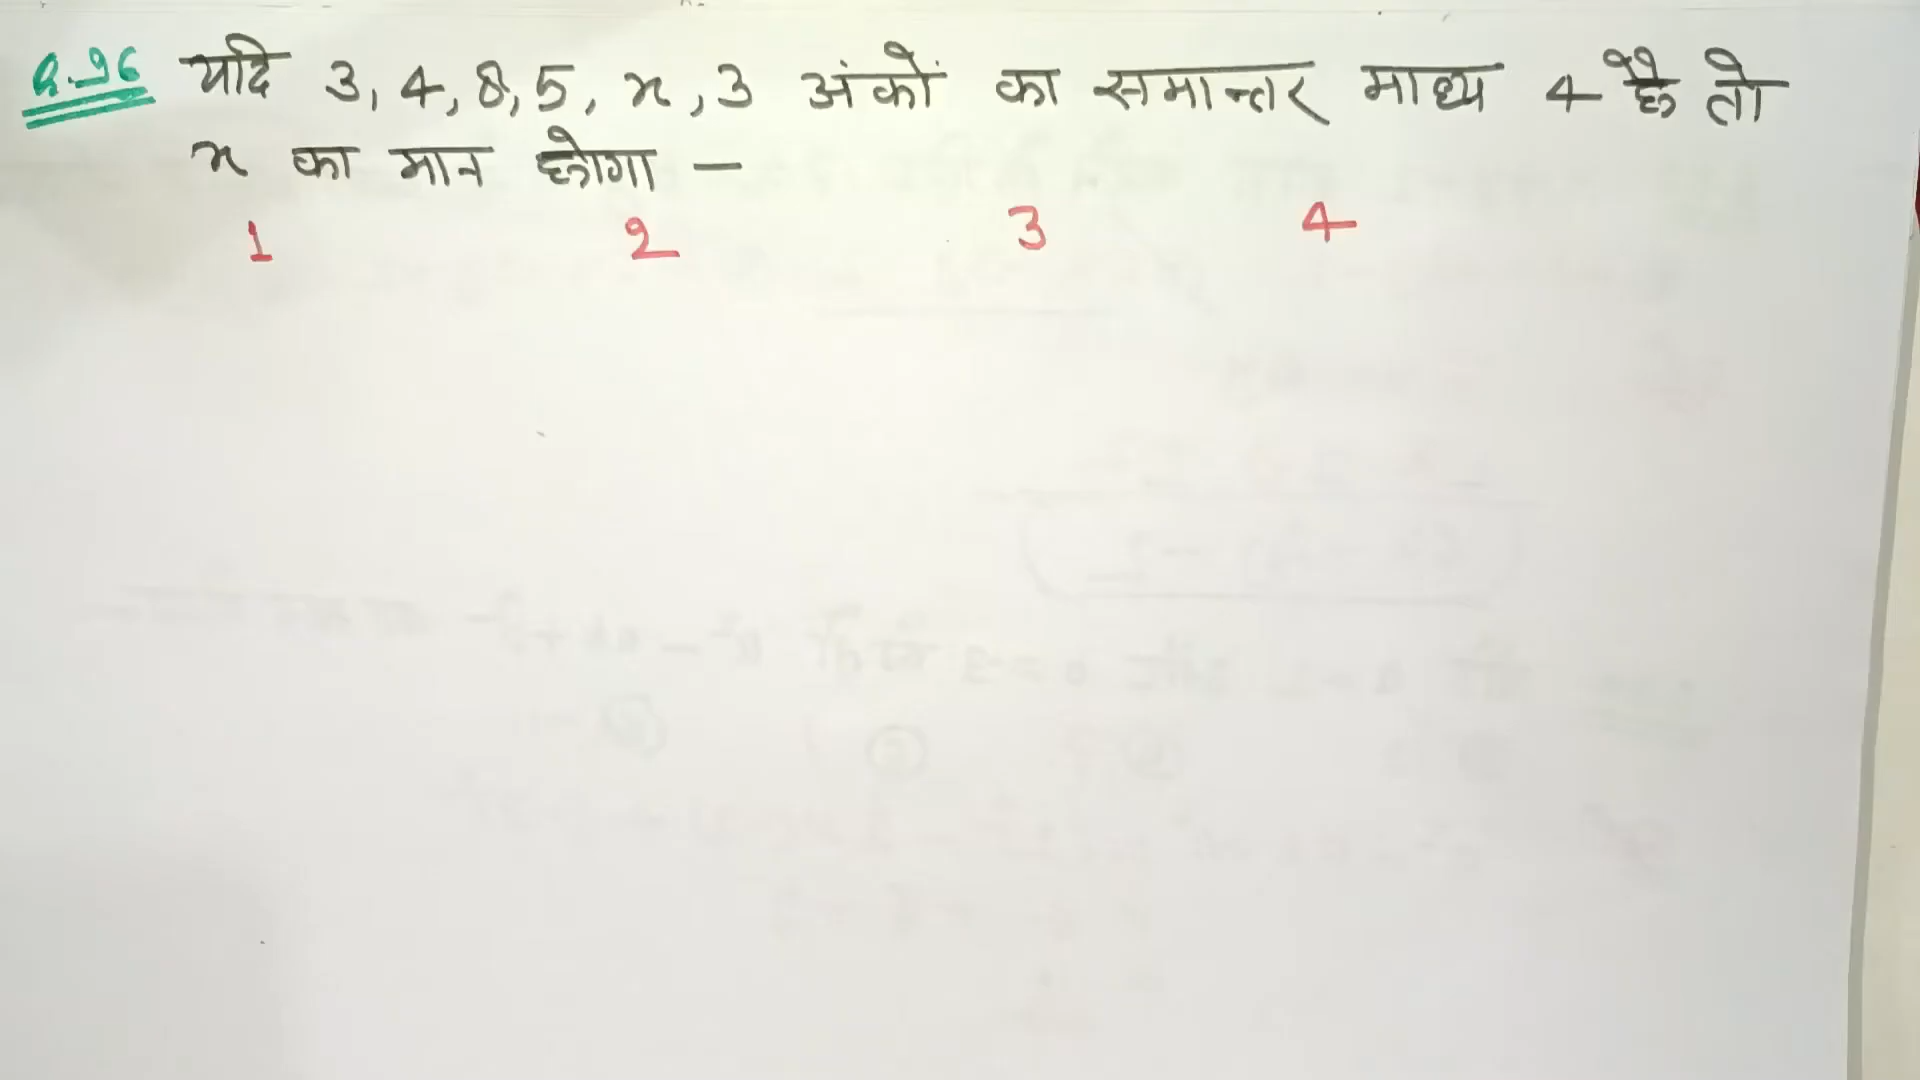 Q.96 यदि 3, 4, 8, 5, x, 3 अंकों का समान्तर माध्य 4 है तो
x का मान होगा –
1 2 3 4